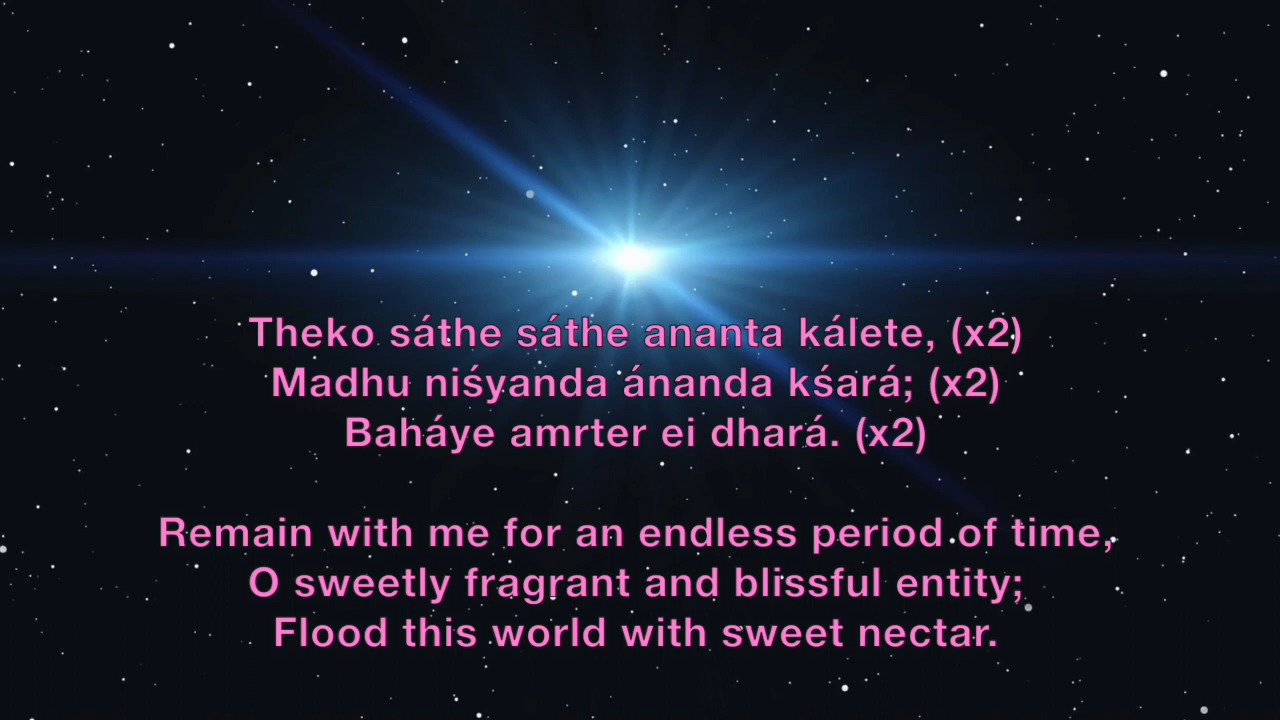 Theko sáthe sáthe ananta kálete, (x2)
Madhu niśyanda ánanda kśará; (x2)
Baháye amrter ei dhará. (x2)
Remain with me for an endless period of time,
O sweetly fragrant and blissful entity;
Flood this world with sweet nectar.